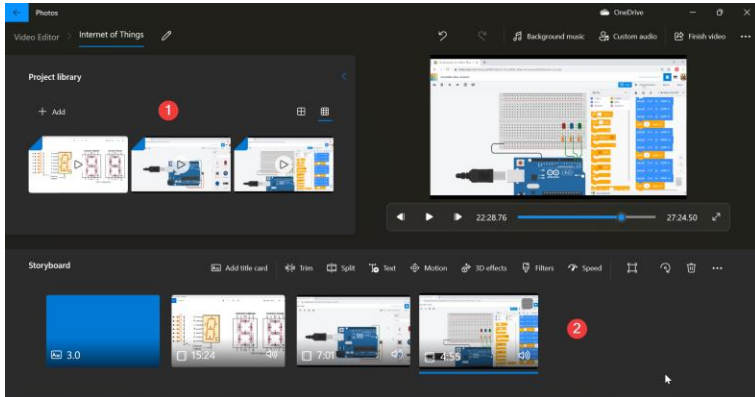 Photos
OneDrive
Video Editor > Internet of Things
Background music
Custom audio
Finish video
Project library
+ Add
1
22:28.76
27:24.50
Storyboard
Add title card
Trim
Split
Text
Motion
3D effects
Filters
Speed
3.0
15:24
7:01
4:55
2